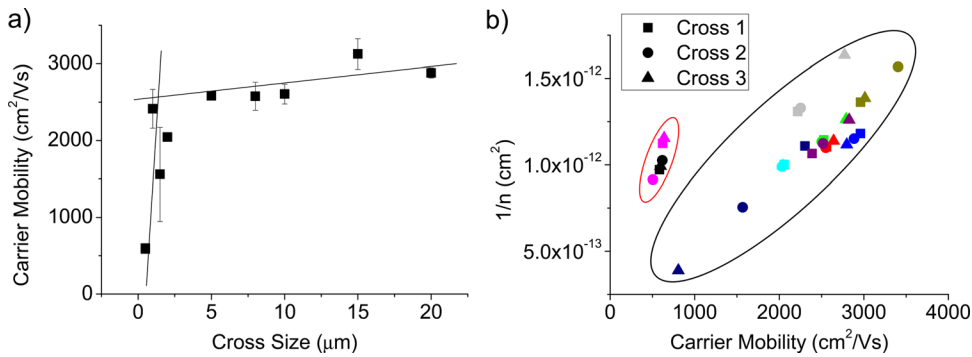 a)
Carrier Mobility (cm²/Vs)
3000
2000
1000
0
0 5 10 15 20
Cross Size (μm)
b)
Cross 1
Cross 2
Cross 3
1/n (cm²)
1.5x10⁻¹²
1.0x10⁻¹²
5.0x10⁻¹³
0 1000 2000 3000 4000
Carrier Mobility (cm²/Vs)